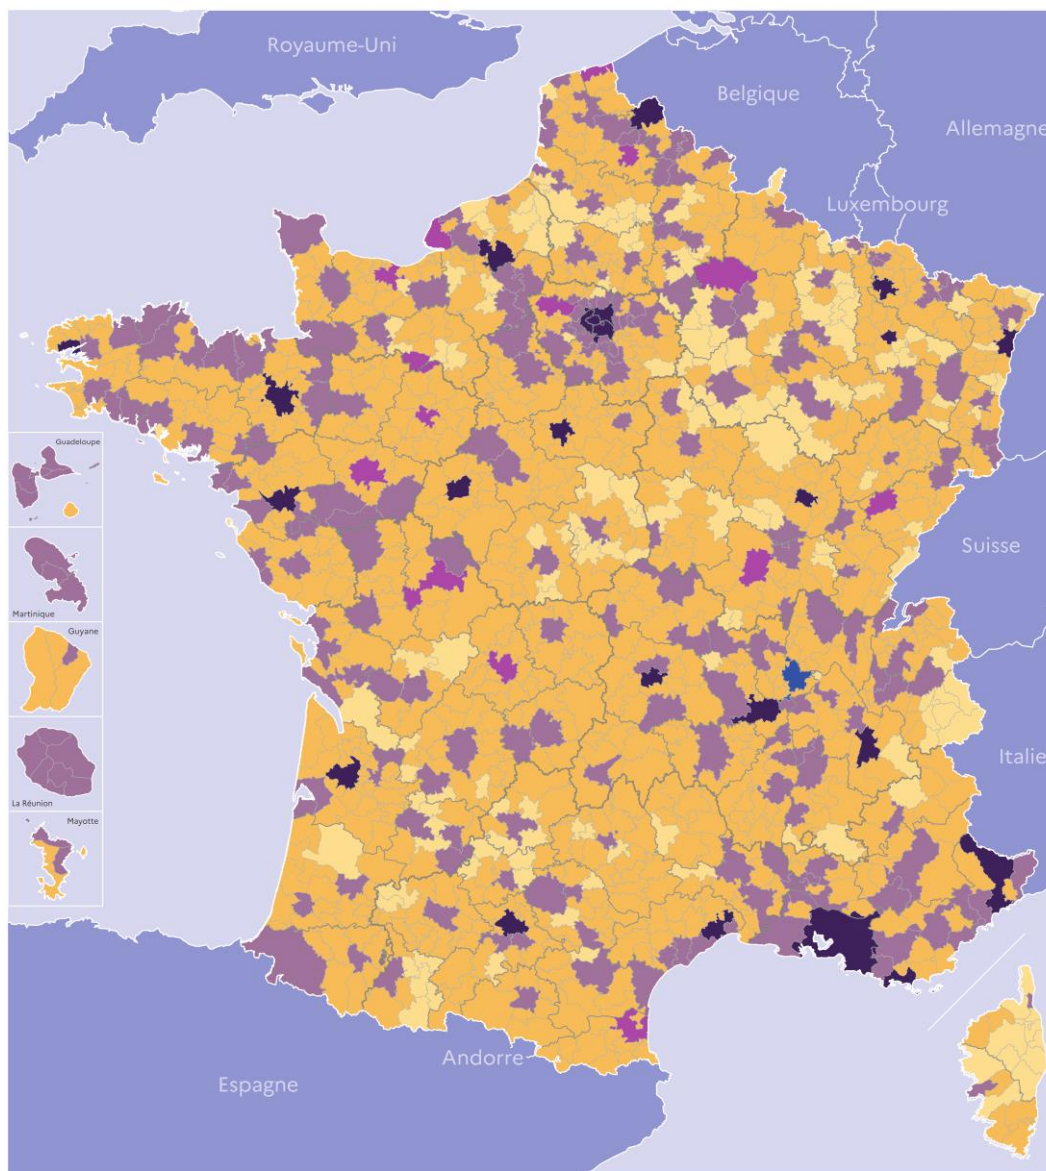 Royaume-Uni
Belgique
Allemagne
Luxembourg
Guadeloupe
Suisse
Martinique
Guyane
La Réunion
Italie
Mayotte
Andorre
Espagne